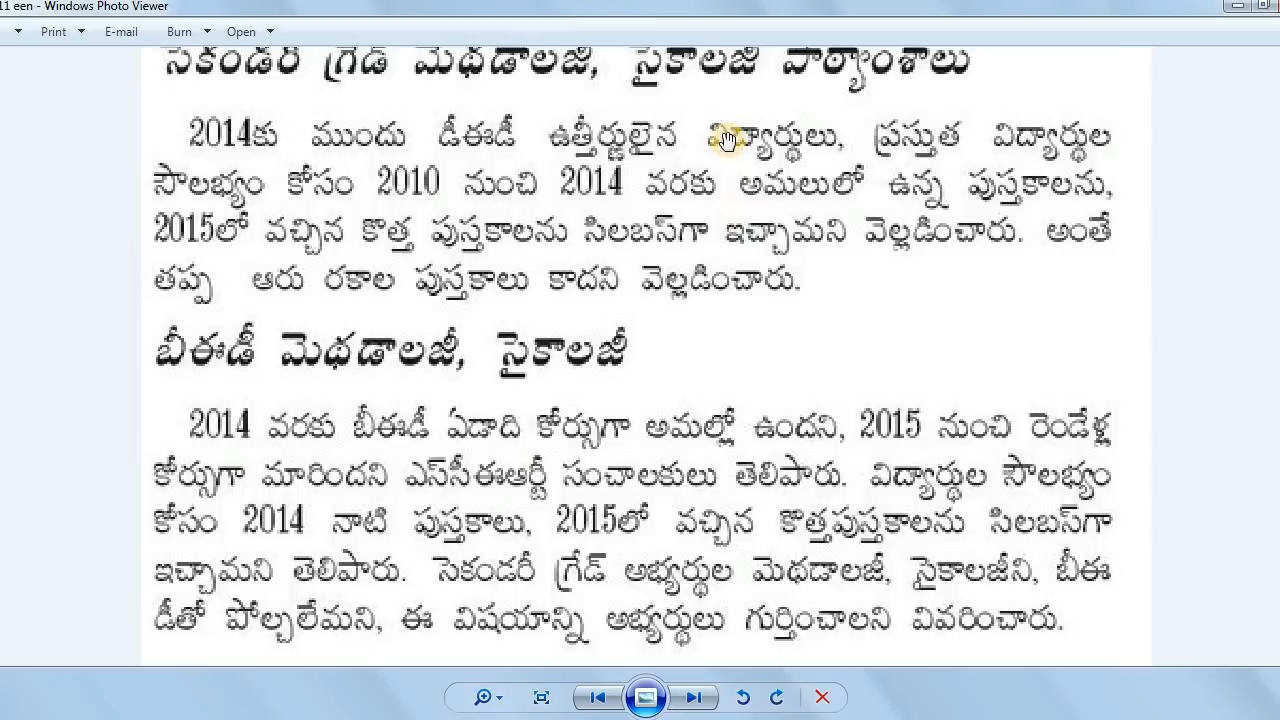 11 een - Windows Photo Viewer
Print E-mail Burn Open
సెకండరీ గ్రేడ్ మెథడాలజీ, సైకాలజీ పాఠ్యాంశాలు
2014కు ముందు డీఈడీ ఉత్తీర్ణులైన విద్యార్థులు, ప్రస్తుత విద్యార్థుల
సౌలభ్యం కోసం 2010 నుంచి 2014 వరకు అమలులో ఉన్న పుస్తకాలను,
2015లో వచ్చిన కొత్త పుస్తకాలను సిలబస్‌గా ఇచ్చామని వెల్లడించారు. అంతే
తప్ప ఆరు రకాల పుస్తకాలు కాదని వెల్లడించారు.
బీఈడీ మెథడాలజీ, సైకాలజీ
2014 వరకు బీఈడీ ఏడాది కోర్సుగా అమల్లో ఉందని, 2015 నుంచి రెండేళ్ల
కోర్సుగా మారిందని ఎస్‌సీఈఆర్టీ సంచాలకులు తెలిపారు. విద్యార్థుల సౌలభ్యం
కోసం 2014 నాటి పుస్తకాలు, 2015లో వచ్చిన కొత్తపుస్తకాలను సిలబస్‌గా
ఇచ్చామని తెలిపారు. సెకండరీ గ్రేడ్ అభ్యర్థుల మెథడాలజీ, సైకాలజీని, బీఈ
డీతో పోల్చలేమని, ఈ విషయాన్ని అభ్యర్థులు గుర్తించాలని వివరించారు.